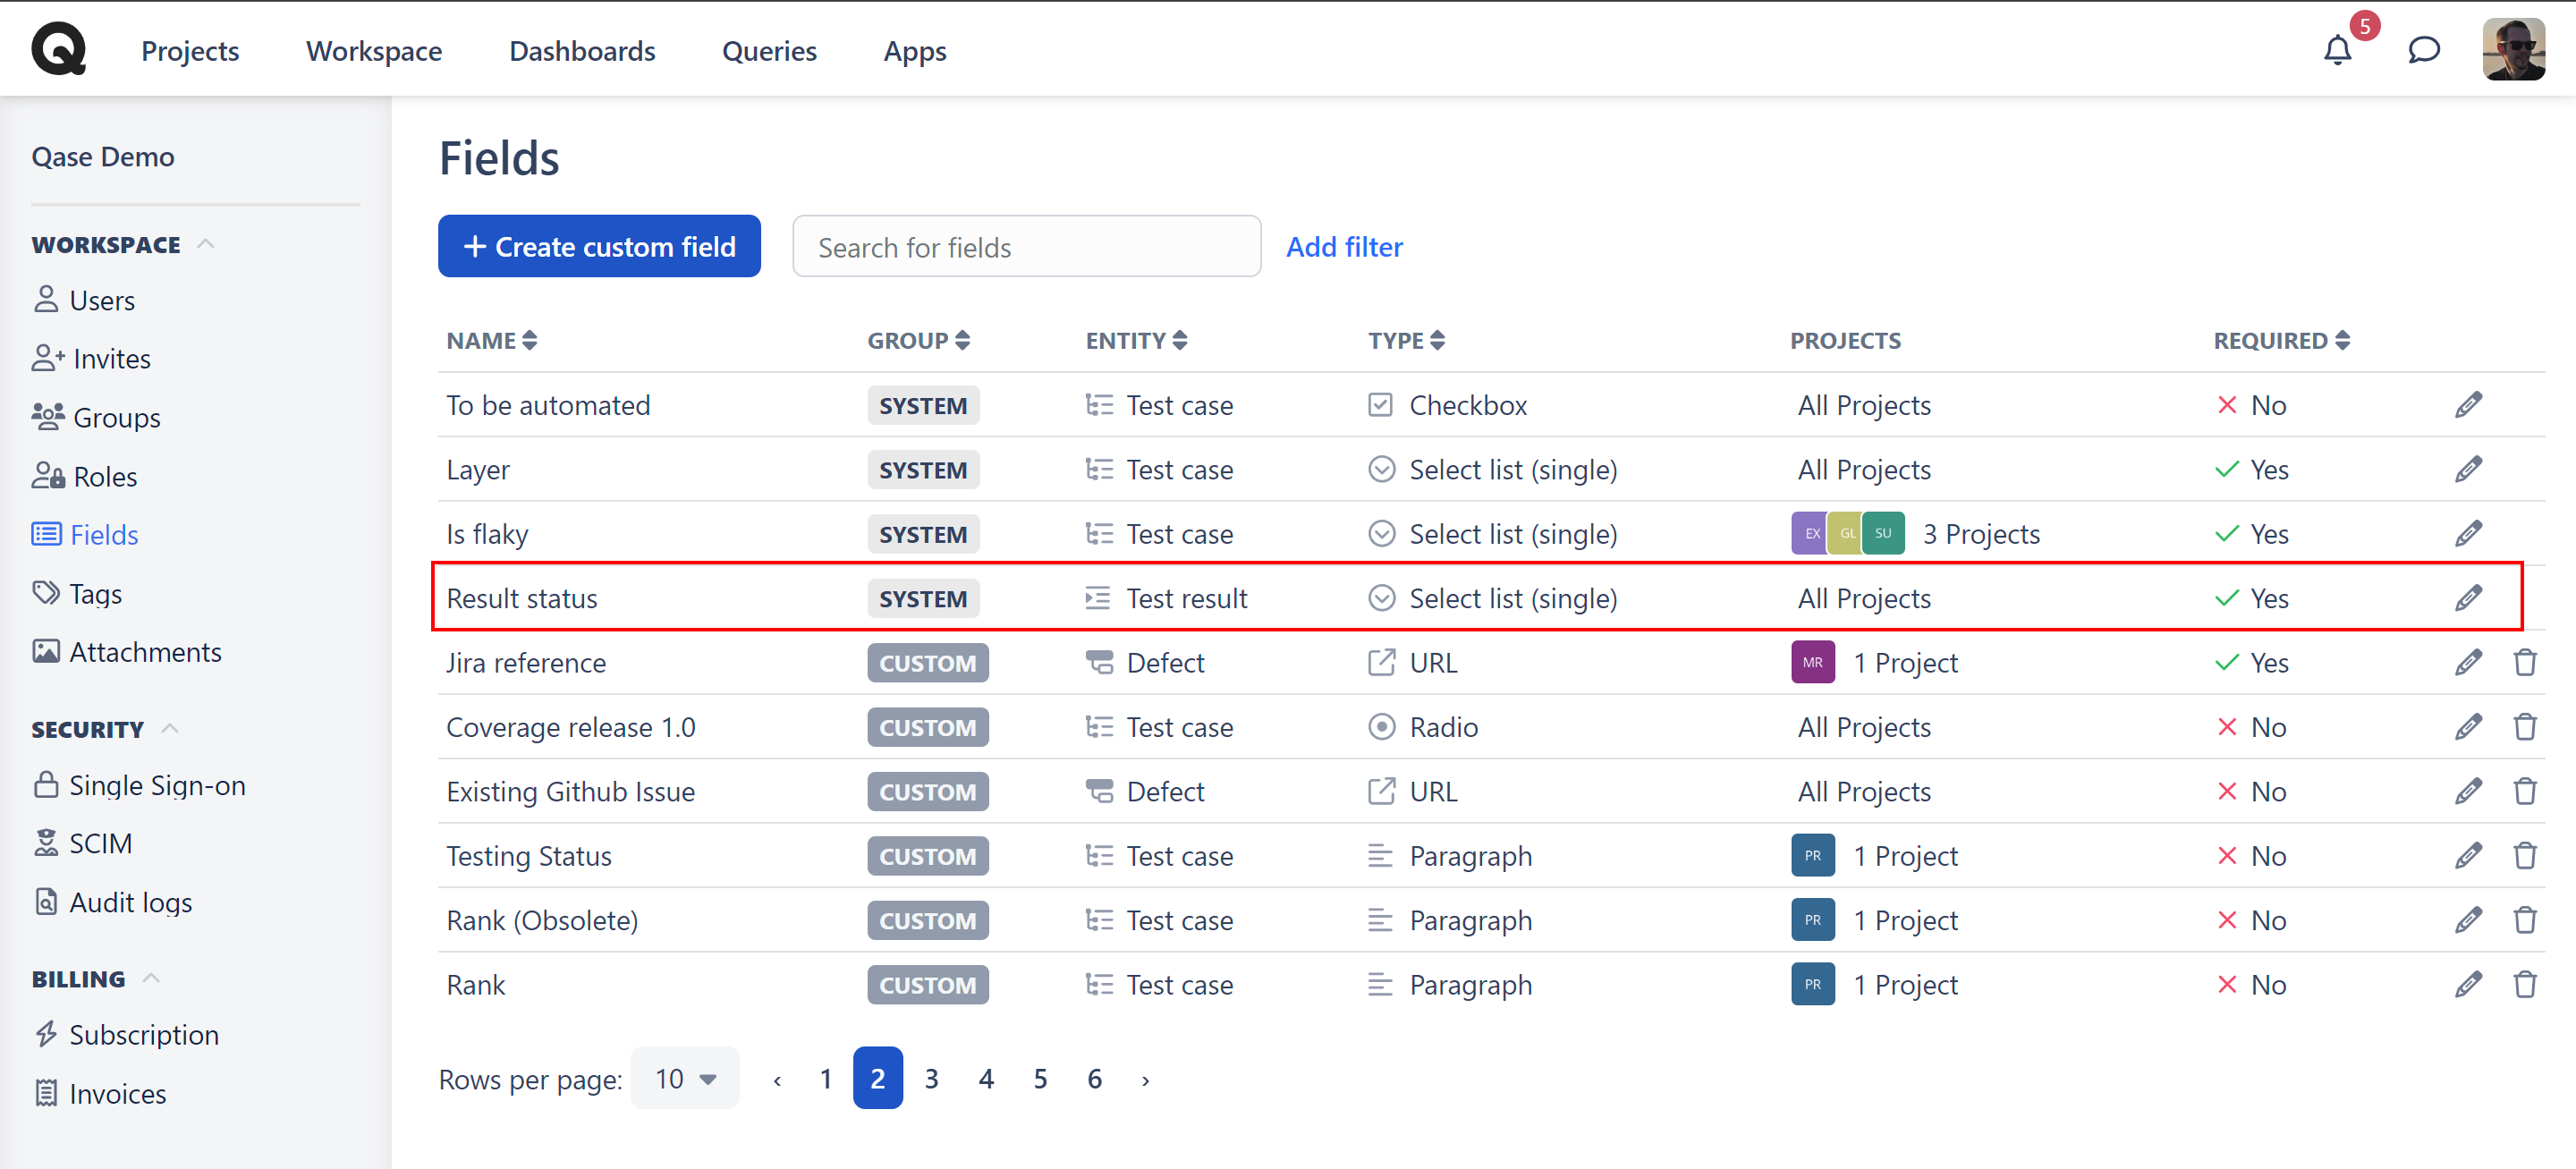 Q Projects Workspace Dashboards Queries Apps 5
Qase Demo
WORKSPACE
Users
Invites
Groups
Roles
Fields
Tags
Attachments
SECURITY
Single Sign-on
SCIM
Audit logs
BILLING
Subscription
Invoices
Fields
+ Create custom field Search for fields Add filter
NAME GROUP ENTITY TYPE PROJECTS REQUIRED
To be automated SYSTEM Test case Checkbox All Projects No
Layer SYSTEM Test case Select list (single) All Projects Yes
Is flaky SYSTEM Test case Select list (single) EX GL SU 3 Projects Yes
Result status SYSTEM Test result Select list (single) All Projects Yes
Jira reference CUSTOM Defect URL MR 1 Project Yes
Coverage release 1.0 CUSTOM Test case Radio All Projects No
Existing Github Issue CUSTOM Defect URL All Projects No
Testing Status CUSTOM Test case Paragraph PR 1 Project No
Rank (Obsolete) CUSTOM Test case Paragraph PR 1 Project No
Rank CUSTOM Test case Paragraph PR 1 Project No
Rows per page: 10 ‹ 1 2 3 4 5 6 ›